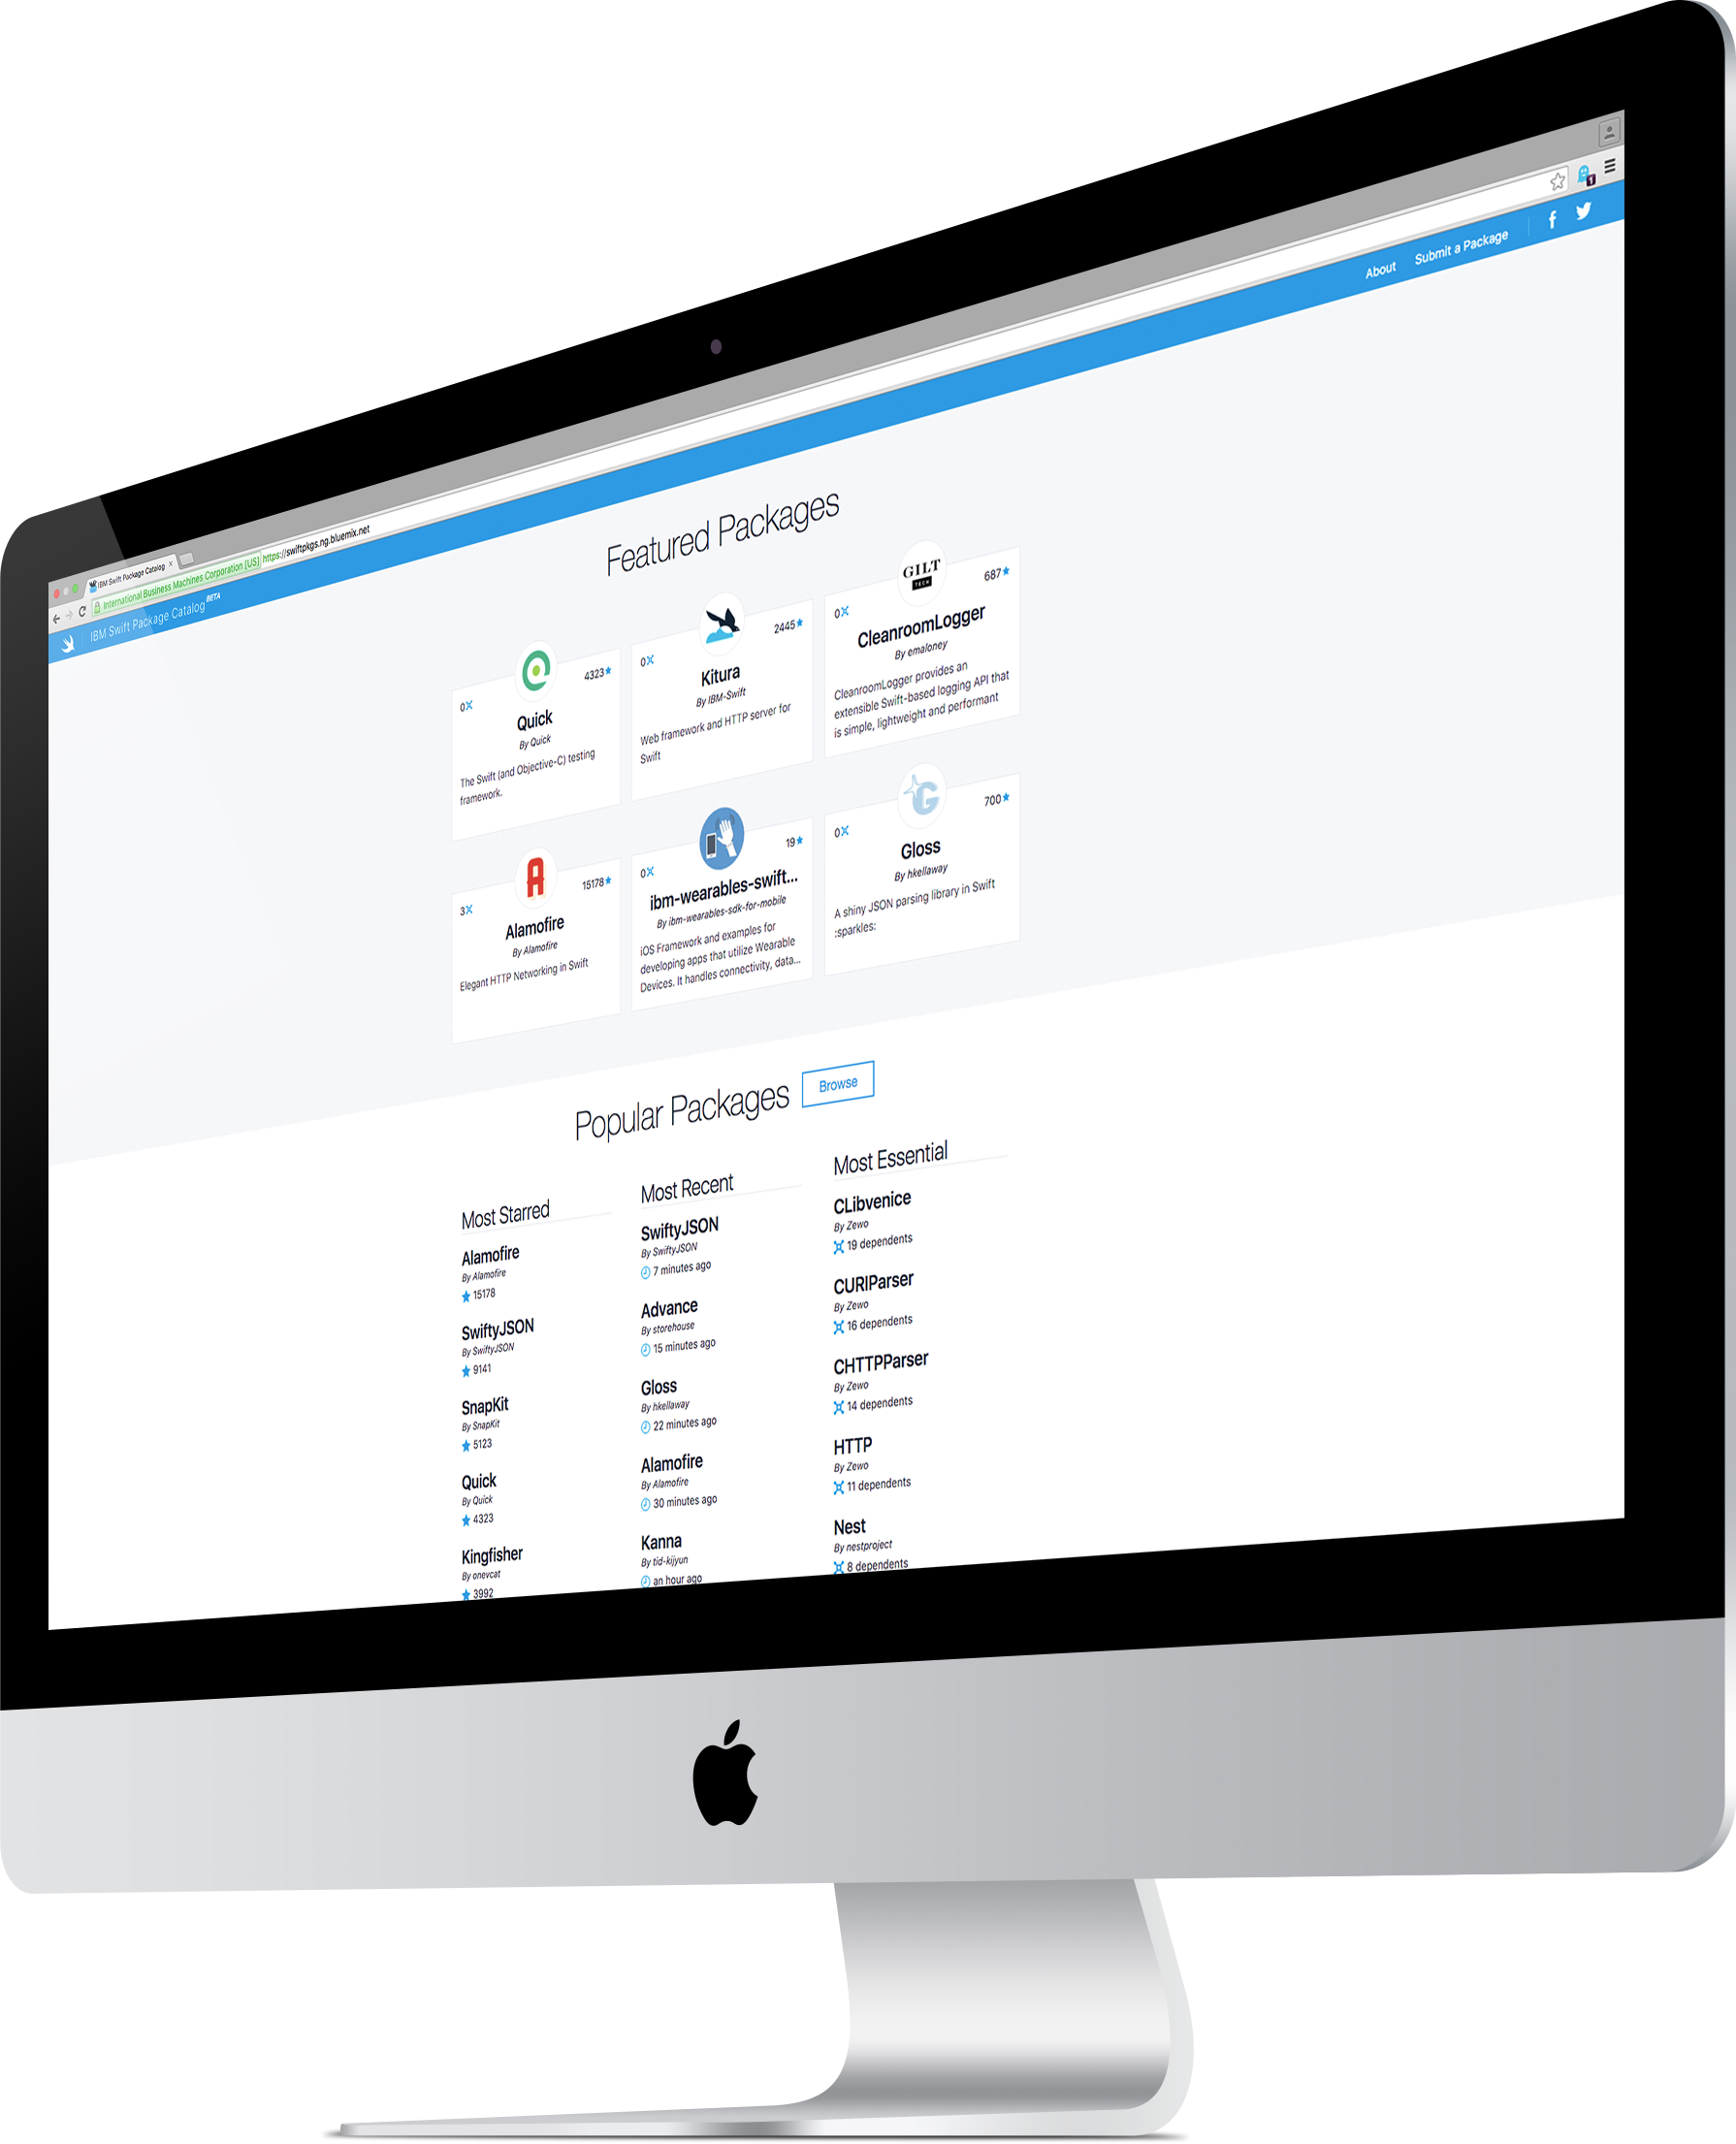 IBM Swift Package Catalog
International Business Machines Corporation [US] https://swiftpkgs.ng.bluemix.net
IBM Swift Package Catalog BETA
About
Submit a Package
Featured Packages
0
4323
Quick
By Quick
The Swift (and Objective-C) testing
framework.
0
2445
Kitura
By IBM-Swift
Web framework and HTTP server for
Swift
GILT
TECH
0
687
CleanroomLogger
By emaloney
CleanroomLogger provides an
extensible Swift-based logging API that
is simple, lightweight and performant
3
15178
Alamofire
By Alamofire
Elegant HTTP Networking in Swift
0
19
ibm-wearables-swift...
By ibm-wearables-sdk-for-mobile
iOS Framework and examples for
developing apps that utilize Wearable
Devices. It handles connectivity, data...
0
700
Gloss
By hkellaway
A shiny JSON parsing library in Swift
:sparkles:
Popular Packages
Browse
Most Starred
Alamofire
By Alamofire
15178
SwiftyJSON
By SwiftyJSON
9141
SnapKit
By SnapKit
5123
Quick
By Quick
4323
Kingfisher
By onevcat
3992
Most Recent
SwiftyJSON
By SwiftyJSON
7 minutes ago
Advance
By storehouse
15 minutes ago
Gloss
By hkellaway
22 minutes ago
Alamofire
By Alamofire
30 minutes ago
Kanna
By tid-kijyun
an hour ago
Most Essential
CLibvenice
By Zewo
19 dependents
CURIParser
By Zewo
16 dependents
CHTTPParser
By Zewo
14 dependents
HTTP
By Zewo
11 dependents
Nest
By nestproject
8 dependents